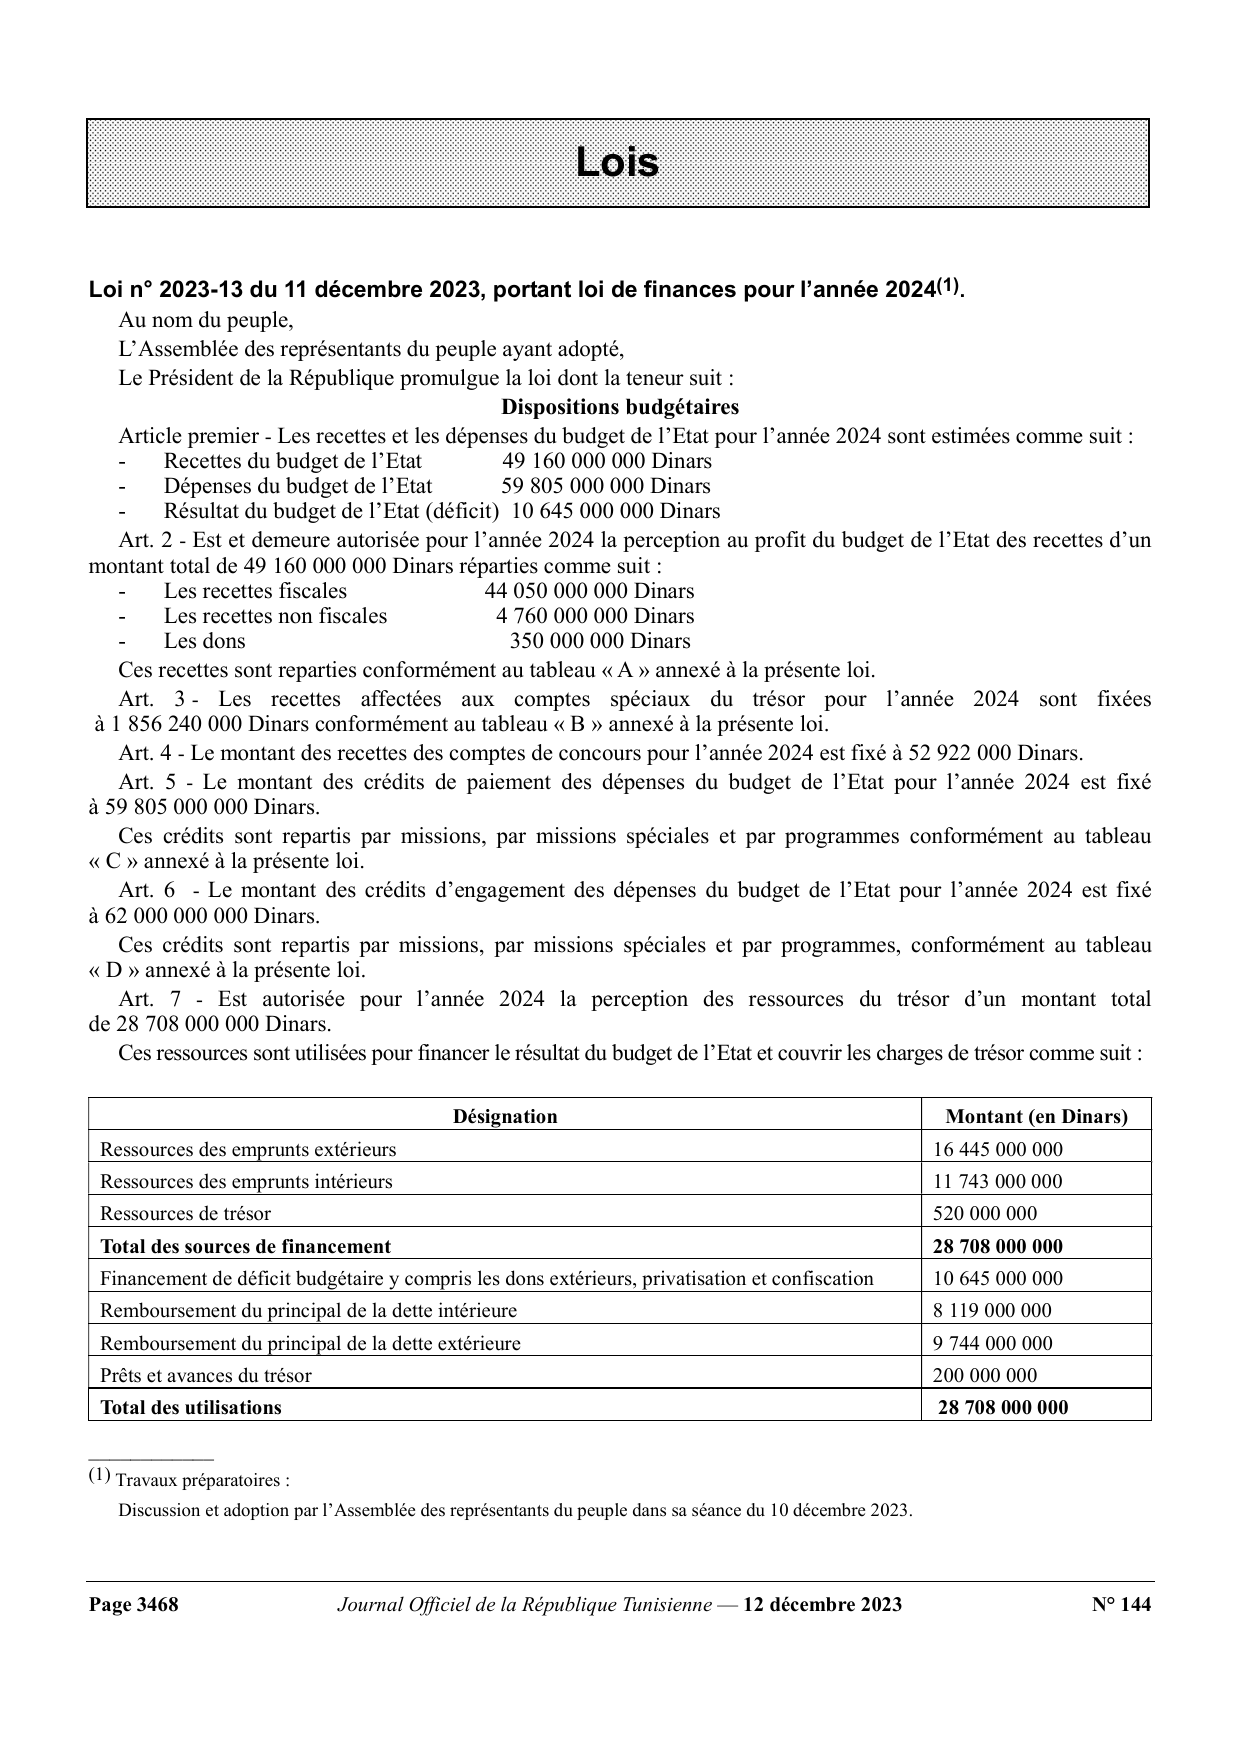 Lois
Loi n° 2023-13 du 11 décembre 2023, portant loi de finances pour l’année 2024(1).
Au nom du peuple,
L’Assemblée des représentants du peuple ayant adopté,
Le Président de la République promulgue la loi dont la teneur suit :
Dispositions budgétaires
Article premier - Les recettes et les dépenses du budget de l’Etat pour l’année 2024 sont estimées comme suit :
- Recettes du budget de l’Etat 49 160 000 000 Dinars
- Dépenses du budget de l’Etat 59 805 000 000 Dinars
- Résultat du budget de l’Etat (déficit) 10 645 000 000 Dinars
Art. 2 - Est et demeure autorisée pour l’année 2024 la perception au profit du budget de l’Etat des recettes d’un
montant total de 49 160 000 000 Dinars réparties comme suit :
- Les recettes fiscales 44 050 000 000 Dinars
- Les recettes non fiscales 4 760 000 000 Dinars
- Les dons 350 000 000 Dinars
Ces recettes sont reparties conformément au tableau « A » annexé à la présente loi.
Art. 3 - Les recettes affectées aux comptes spéciaux du trésor pour l’année 2024 sont fixées
à 1 856 240 000 Dinars conformément au tableau « B » annexé à la présente loi.
Art. 4 - Le montant des recettes des comptes de concours pour l’année 2024 est fixé à 52 922 000 Dinars.
Art. 5 - Le montant des crédits de paiement des dépenses du budget de l’Etat pour l’année 2024 est fixé
à 59 805 000 000 Dinars.
Ces crédits sont repartis par missions, par missions spéciales et par programmes conformément au tableau
« C » annexé à la présente loi.
Art. 6 - Le montant des crédits d’engagement des dépenses du budget de l’Etat pour l’année 2024 est fixé
à 62 000 000 000 Dinars.
Ces crédits sont repartis par missions, par missions spéciales et par programmes, conformément au tableau
« D » annexé à la présente loi.
Art. 7 - Est autorisée pour l’année 2024 la perception des ressources du trésor d’un montant total
de 28 708 000 000 Dinars.
Ces ressources sont utilisées pour financer le résultat du budget de l’Etat et couvrir les charges de trésor comme suit :
Désignation Montant (en Dinars)
Ressources des emprunts extérieurs 16 445 000 000
Ressources des emprunts intérieurs 11 743 000 000
Ressources de trésor 520 000 000
Total des sources de financement 28 708 000 000
Financement de déficit budgétaire y compris les dons extérieurs, privatisation et confiscation 10 645 000 000
Remboursement du principal de la dette intérieure 8 119 000 000
Remboursement du principal de la dette extérieure 9 744 000 000
Prêts et avances du trésor 200 000 000
Total des utilisations 28 708 000 000
(1) Travaux préparatoires :
Discussion et adoption par l’Assemblée des représentants du peuple dans sa séance du 10 décembre 2023.
Page 3468 Journal Officiel de la République Tunisienne — 12 décembre 2023 N° 144